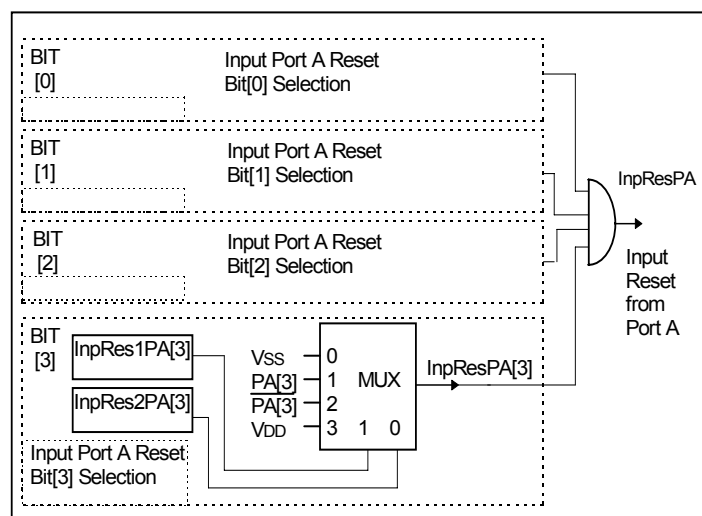 BIT
[0]
Input Port A Reset
Bit[0] Selection
BIT
[1]
Input Port A Reset
Bit[1] Selection
BIT
[2]
Input Port A Reset
Bit[2] Selection
InpResPA
Input
Reset
from
Port A
BIT
[3]
InpRes1PA[3]
InpRes2PA[3]
VSS
PA[3]
PA[3]
VDD
0
1
2
3
MUX
1 0
InpResPA[3]
Input Port A Reset
Bit[3] Selection